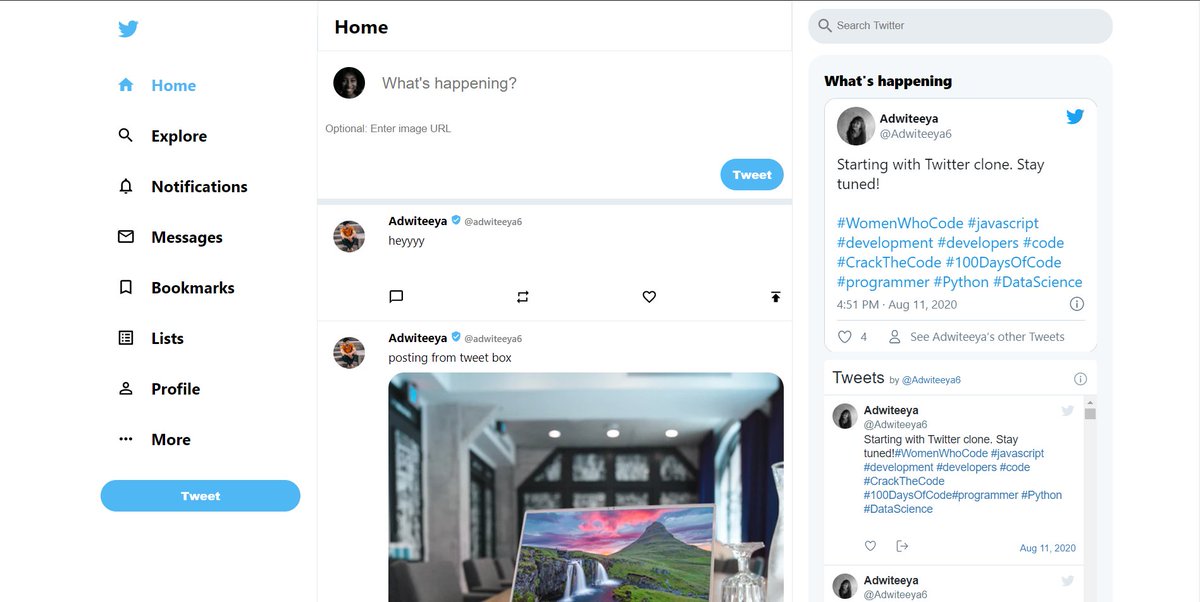 Home
Explore
Notifications
Messages
Bookmarks
Lists
Profile
More
Tweet
Home
What's happening?
Optional: Enter image URL
Tweet
Adwiteeya @adwiteeya6
heyyyy
Adwiteeya @adwiteeya6
posting from tweet box
Search Twitter
What's happening
Adwiteeya
@Adwiteeya6
Starting with Twitter clone. Stay
tuned!
#WomenWhoCode #javascript
#development #developers #code
#CrackTheCode #100DaysOfCode
#programmer #Python #DataScience
4:51 PM · Aug 11, 2020
4 See Adwiteeya's other Tweets
Tweets by @Adwiteeya6
Adwiteeya
@Adwiteeya6
Starting with Twitter clone. Stay
tuned!#WomenWhoCode #javascript
#development #developers #code
#CrackTheCode
#100DaysOfCode#programmer #Python
#DataScience
Aug 11, 2020
Adwiteeya
@Adwiteeya6